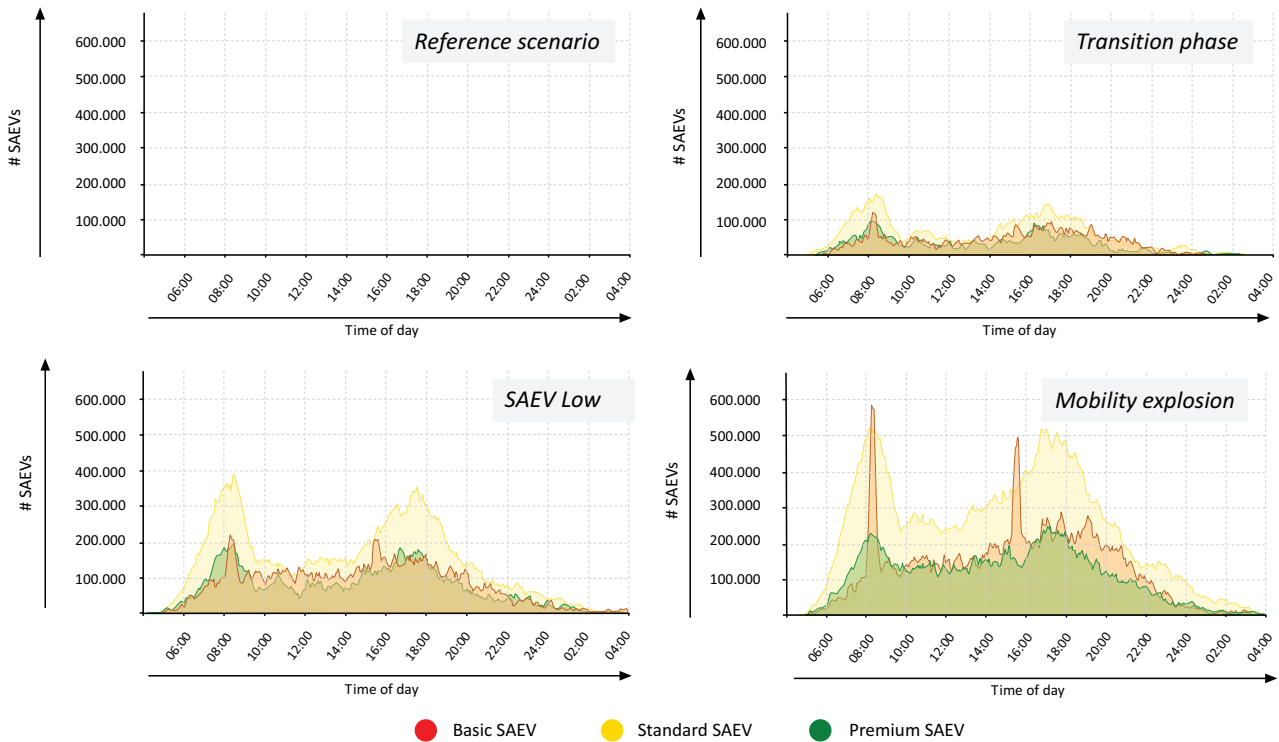 Reference scenario
600.000
500.000
400.000
300.000
200.000
100.000
# SAEVs
06:00 08:00 10:00 12:00 14:00 16:00 18:00 20:00 22:00 24:00 02:00 04:00
Time of day
Transition phase
600.000
500.000
400.000
300.000
200.000
100.000
# SAEVs
06:00 08:00 10:00 12:00 14:00 16:00 18:00 20:00 22:00 24:00 02:00 04:00
Time of day
SAEV Low
600.000
500.000
400.000
300.000
200.000
100.000
# SAEVs
06:00 08:00 10:00 12:00 14:00 16:00 18:00 20:00 22:00 24:00 02:00 04:00
Time of day
Mobility explosion
600.000
500.000
400.000
300.000
200.000
100.000
# SAEVs
06:00 08:00 10:00 12:00 14:00 16:00 18:00 20:00 22:00 24:00 02:00 04:00
Time of day
Basic SAEV Standard SAEV Premium SAEV